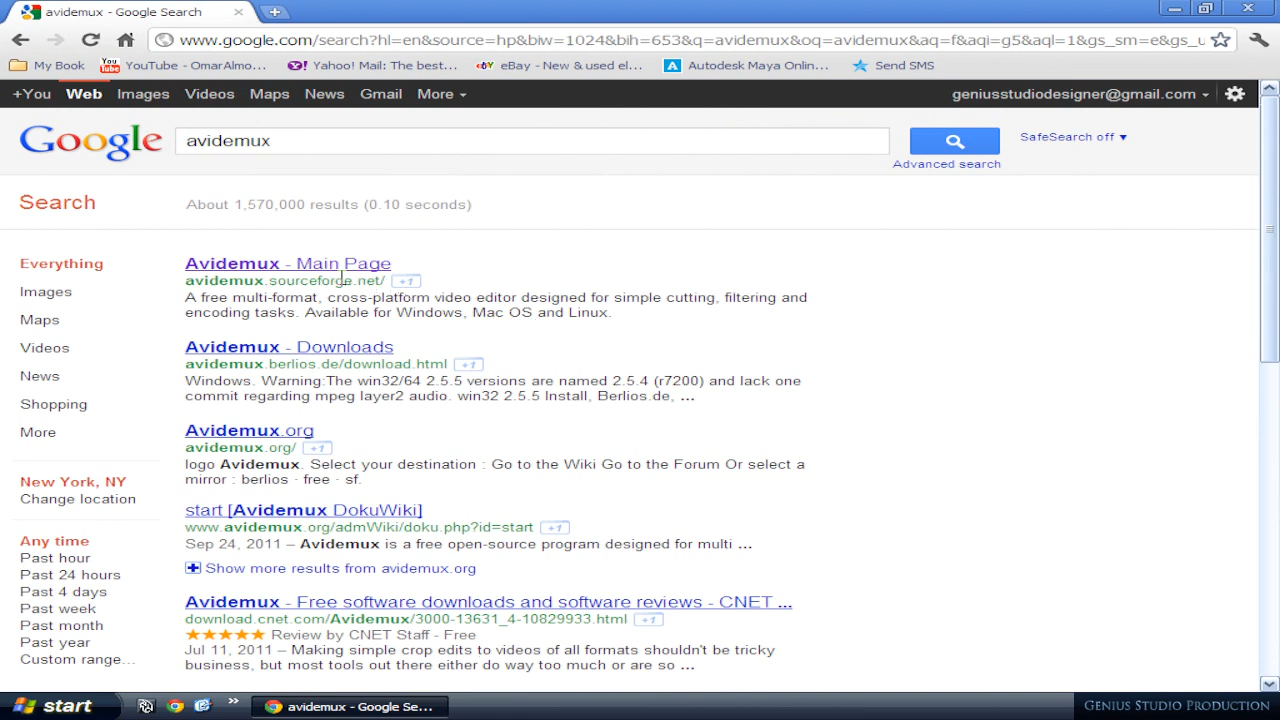 avidemux - Google Search
www.google.com/search?hl=en&source=hp&biw=1024&bih=653&q=avidemux&oq=avidemux&aq=f&aqi=g5&aql=1&gs_sm=e&gs_u
My Book
You Tube
YouTube - OmarAlmo...
Yahoo! Mail: The best...
eBay - New & used el...
Autodesk Maya Onlin...
Send SMS
+You Web Images Videos Maps News Gmail More
geniusstudiodesigner@gmail.com
Google
avidemux
SafeSearch off
Advanced search
Search
About 1,570,000 results (0.10 seconds)
Everything
Images
Maps
Videos
News
Shopping
More
New York, NY
Change location
Any time
Past hour
Past 24 hours
Past 4 days
Past week
Past month
Past year
Custom range...
Avidemux - Main Page
avidemux.sourceforge.net/ +1
A free multi-format, cross-platform video editor designed for simple cutting, filtering and
encoding tasks. Available for Windows, Mac OS and Linux.
Avidemux - Downloads
avidemux.berlios.de/download.html +1
Windows. Warning:The win32/64 2.5.5 versions are named 2.5.4 (r7200) and lack one
commit regarding mpeg layer2 audio. win32 2.5.5 Install, Berlios.de, ...
Avidemux.org
avidemux.org/ +1
logo Avidemux. Select your destination : Go to the Wiki Go to the Forum Or select a
mirror : berlios · free · sf.
start [Avidemux DokuWiki]
www.avidemux.org/admWiki/doku.php?id=start +1
Sep 24, 2011 – Avidemux is a free open-source program designed for multi ...
Show more results from avidemux.org
Avidemux - Free software downloads and software reviews - CNET ...
download.cnet.com/Avidemux/3000-13631_4-10829933.html +1
Review by CNET Staff - Free
Jul 11, 2011 – Making simple crop edits to videos of all formats shouldn't be tricky
business, but most tools out there either do way too much or are so ...
start
avidemux - Google Se...
GENIUS STUDIO PRODUCTION